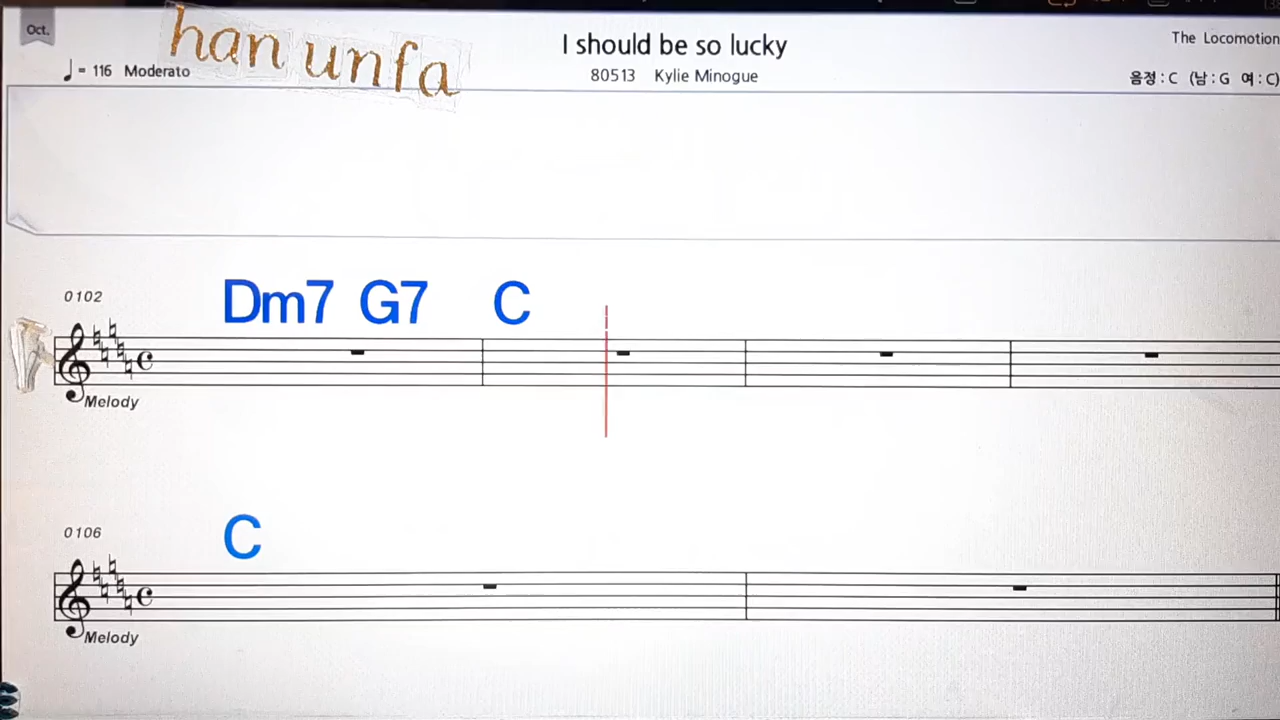 Oct.
han unfa
I should be so lucky
The Locomotion
♩ = 116 Moderato
80513 Kylie Minogue
음정 : C (남 : G 여 : C)
0102
Dm7 G7 C
Melody
0106
C
Melody